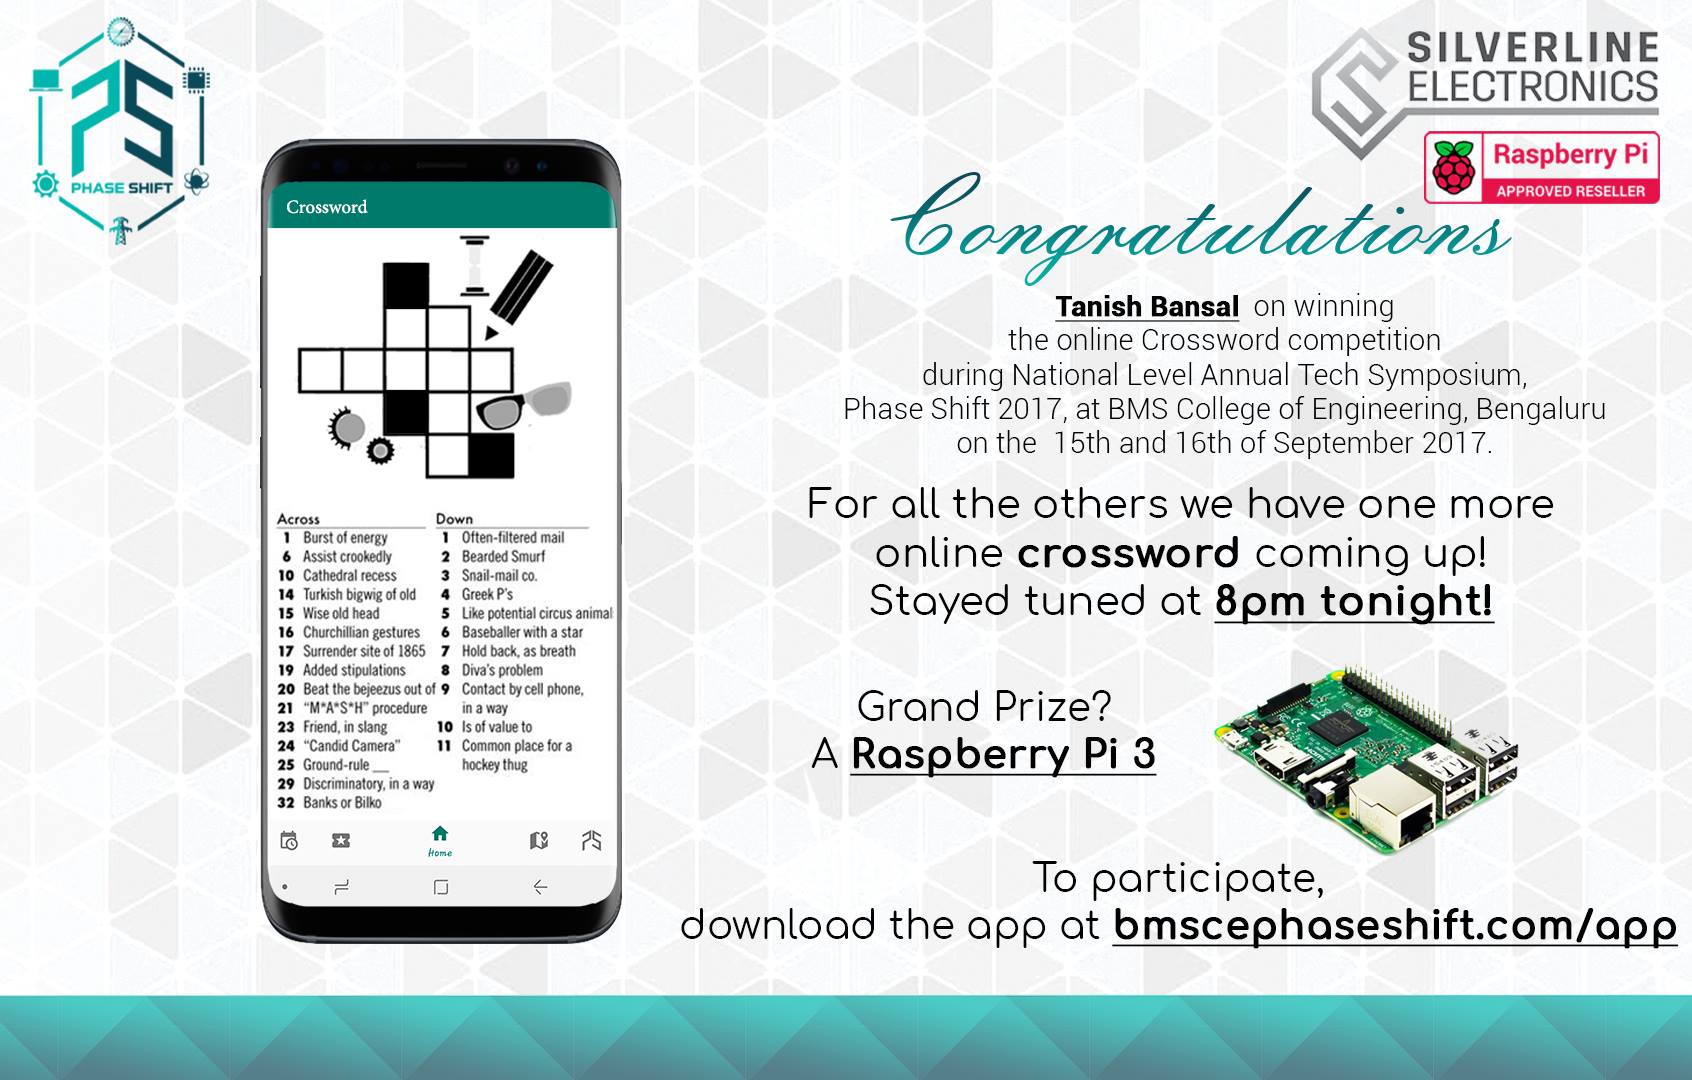 PHASE SHIFT
SILVERLINE
ELECTRONICS
Raspberry Pi
APPROVED RESELLER
Crossword
Across
1 Burst of energy
6 Assist crookedly
10 Cathedral recess
14 Turkish bigwig of old
15 Wise old head
16 Churchillian gestures
17 Surrender site of 1865
19 Added stipulations
20 Beat the bejeezus out of
21 "M*A*S*H" procedure
23 Friend, in slang
24 "Candid Camera"
25 Ground-rule __
29 Discriminatory, in a way
32 Banks or Bilko
Down
1 Often-filtered mail
2 Bearded Smurf
3 Snail-mail co.
4 Greek P's
5 Like potential circus animal
6 Baseballer with a star
7 Hold back, as breath
8 Diva's problem
9 Contact by cell phone,
in a way
10 Is of value to
11 Common place for a
hockey thug
Home
Congratulations
Tanish Bansal on winning
the online Crossword competition
during National Level Annual Tech Symposium,
Phase Shift 2017, at BMS College of Engineering, Bengaluru
on the 15th and 16th of September 2017.
For all the others we have one more
online crossword coming up!
Stayed tuned at 8pm tonight!
Grand Prize?
A Raspberry Pi 3
To participate,
download the app at bmscephaseshift.com/app